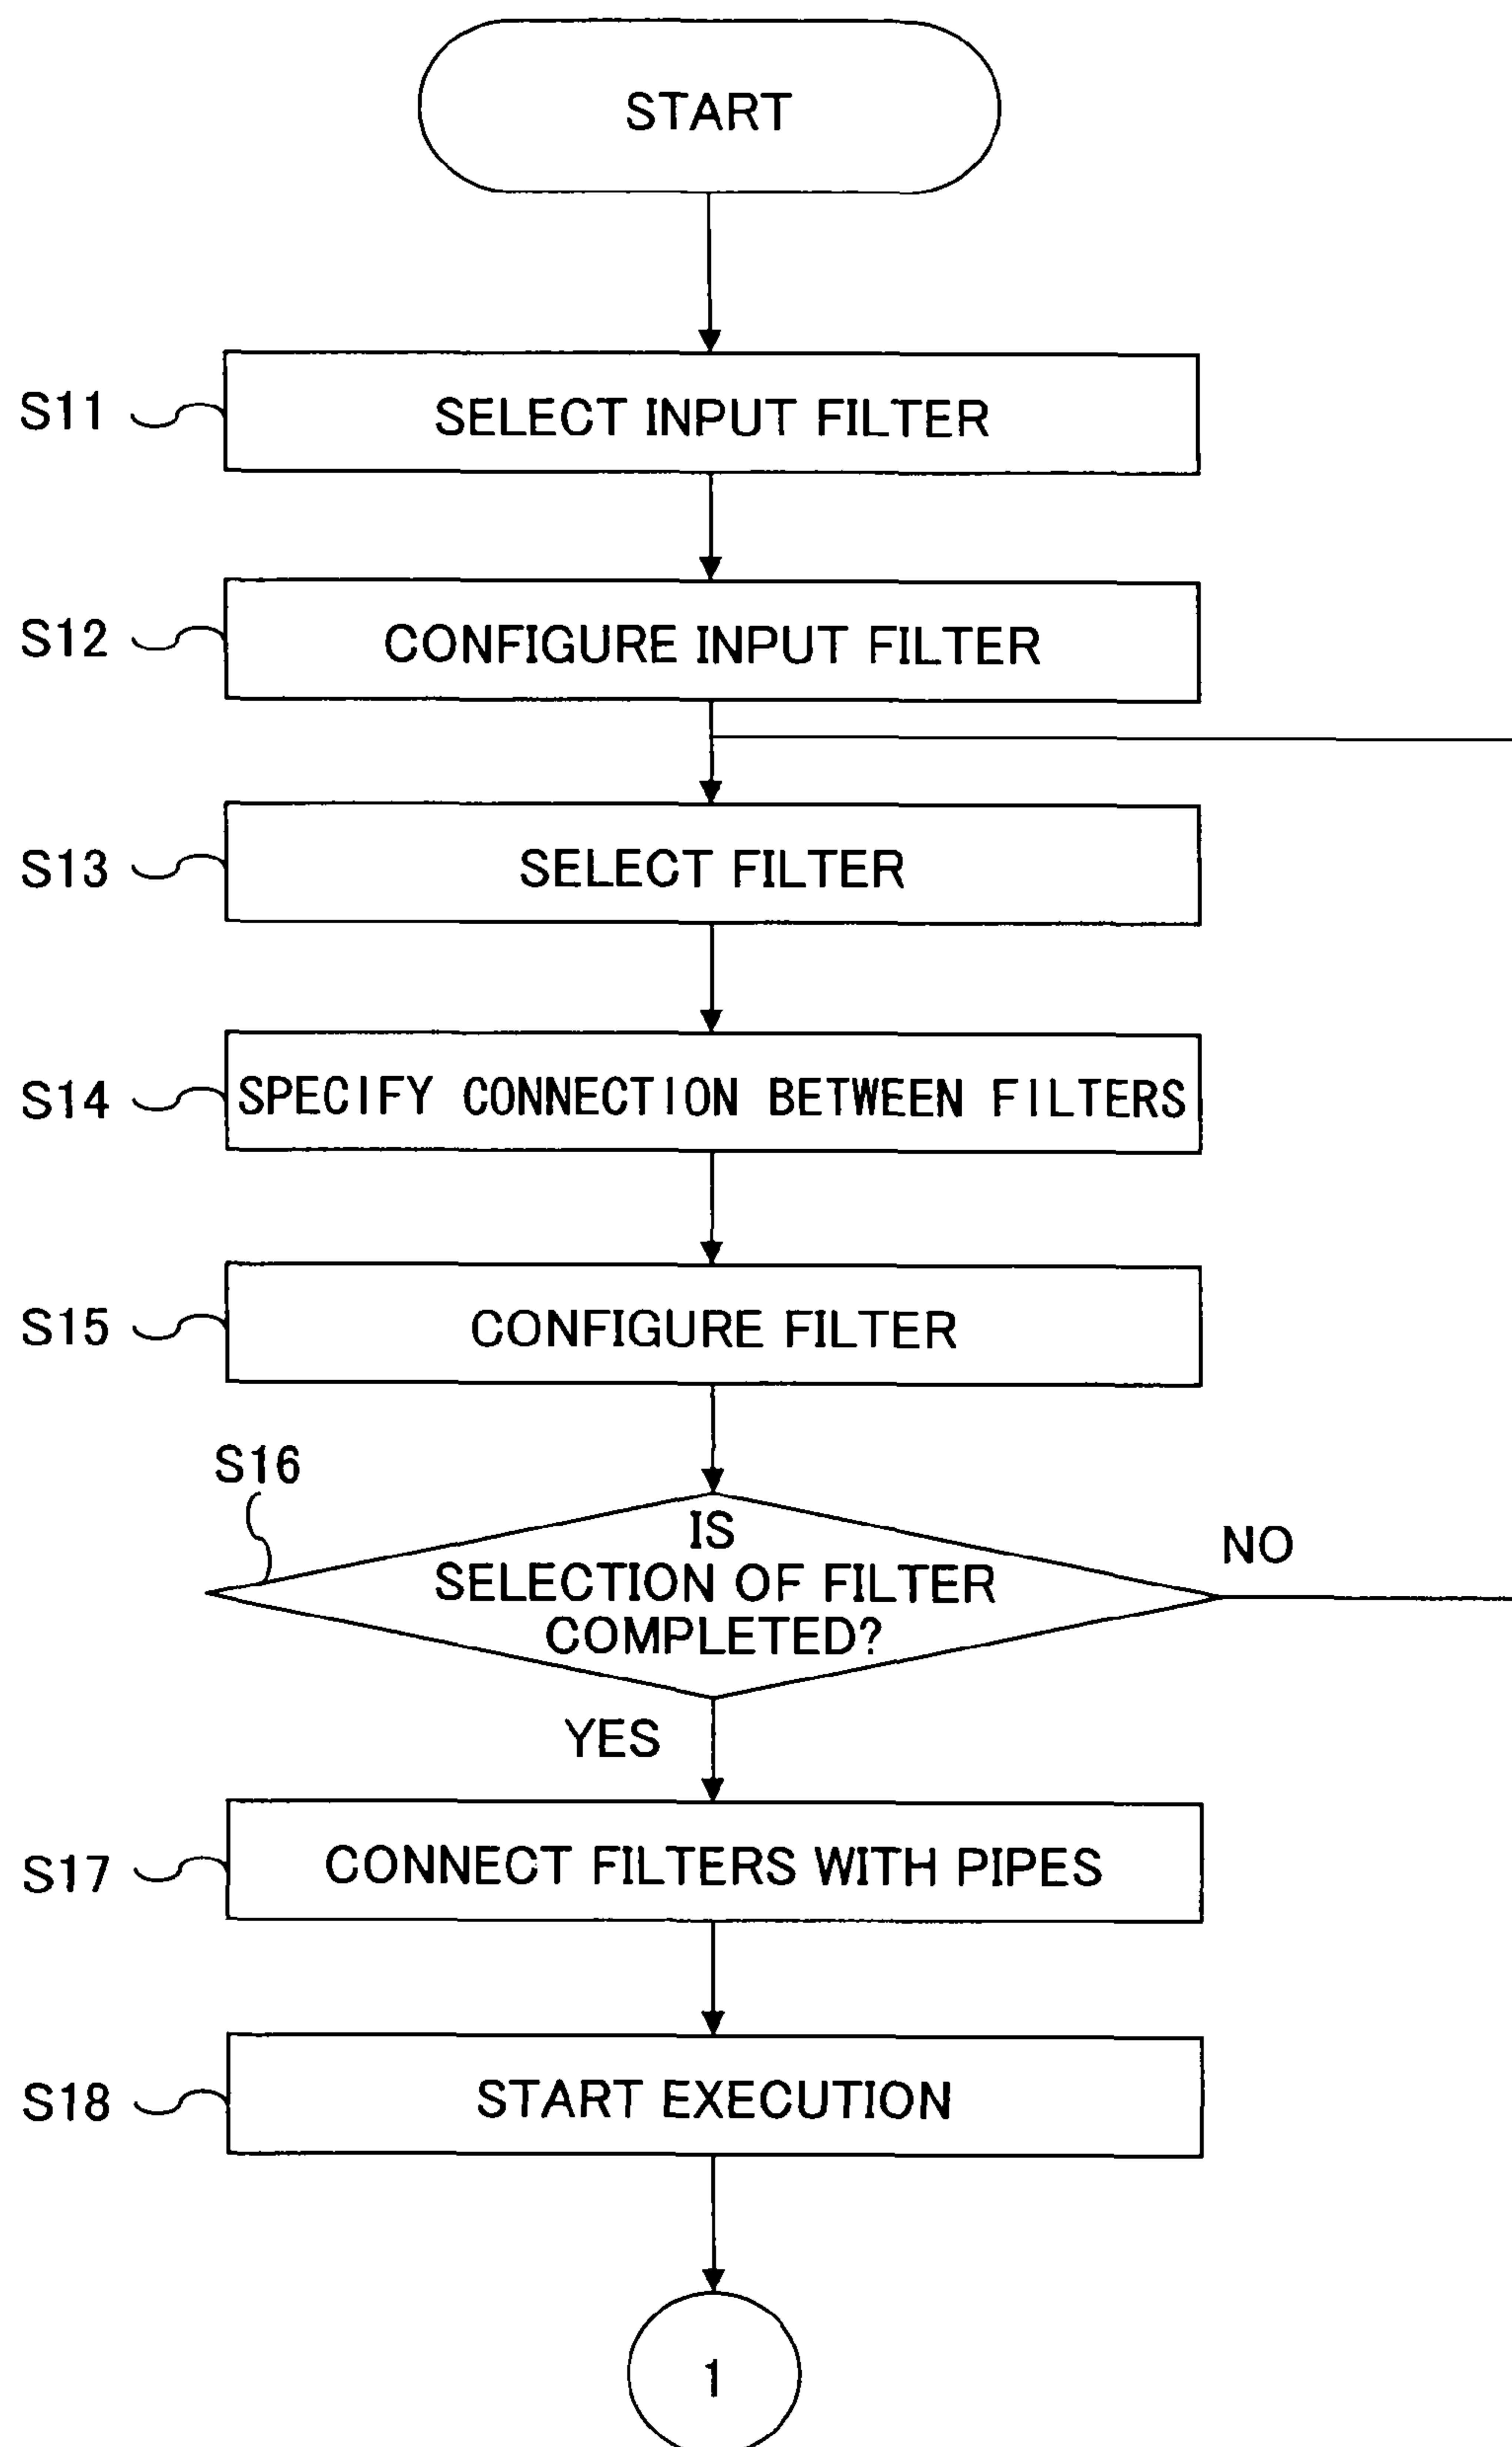 START
S11
SELECT INPUT FILTER
S12
CONFIGURE INPUT FILTER
S13
SELECT FILTER
S14
SPECIFY CONNECTION BETWEEN FILTERS
S15
CONFIGURE FILTER
S16
IS
SELECTION OF FILTER
COMPLETED?
NO
YES
S17
CONNECT FILTERS WITH PIPES
S18
START EXECUTION
1